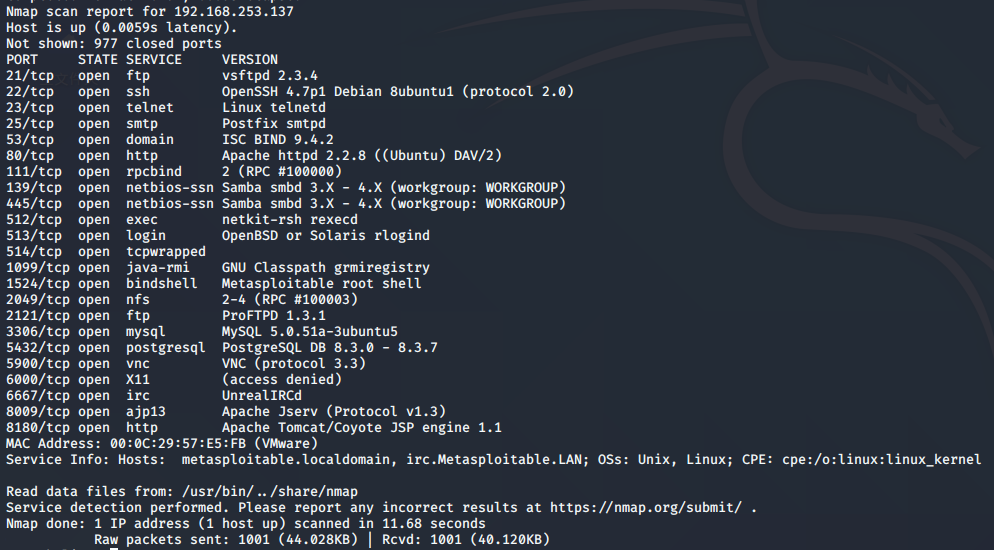 Nmap scan report for 192.168.253.137
Host is up (0.0059s latency).
Not shown: 977 closed ports
PORT     STATE SERVICE     VERSION
21/tcp   open  ftp         vsftpd 2.3.4
22/tcp   open  ssh         OpenSSH 4.7p1 Debian 8ubuntu1 (protocol 2.0)
23/tcp   open  telnet      Linux telnetd
25/tcp   open  smtp        Postfix smtpd
53/tcp   open  domain      ISC BIND 9.4.2
80/tcp   open  http        Apache httpd 2.2.8 ((Ubuntu) DAV/2)
111/tcp  open  rpcbind     2 (RPC #100000)
139/tcp  open  netbios-ssn Samba smbd 3.X - 4.X (workgroup: WORKGROUP)
445/tcp  open  netbios-ssn Samba smbd 3.X - 4.X (workgroup: WORKGROUP)
512/tcp  open  exec        netkit-rsh rexecd
513/tcp  open  login       OpenBSD or Solaris rlogind
514/tcp  open  tcpwrapped
1099/tcp open  java-rmi    GNU Classpath grmiregistry
1524/tcp open  bindshell   Metasploitable root shell
2049/tcp open  nfs         2-4 (RPC #100003)
2121/tcp open  ftp         ProFTPD 1.3.1
3306/tcp open  mysql       MySQL 5.0.51a-3ubuntu5
5432/tcp open  postgresql  PostgreSQL DB 8.3.0 - 8.3.7
5900/tcp open  vnc         VNC (protocol 3.3)
6000/tcp open  X11         (access denied)
6667/tcp open  irc         UnrealIRCd
8009/tcp open  ajp13       Apache Jserv (Protocol v1.3)
8180/tcp open  http        Apache Tomcat/Coyote JSP engine 1.1
MAC Address: 00:0C:29:57:E5:FB (VMware)
Service Info: Hosts:  metasploitable.localdomain, irc.Metasploitable.LAN; OSs: Unix, Linux; CPE: cpe:/o:linux:linux_kernel
Read data files from: /usr/bin/../share/nmap
Service detection performed. Please report any incorrect results at https://nmap.org/submit/ .
Nmap done: 1 IP address (1 host up) scanned in 11.68 seconds
           Raw packets sent: 1001 (44.028KB) | Rcvd: 1001 (40.120KB)